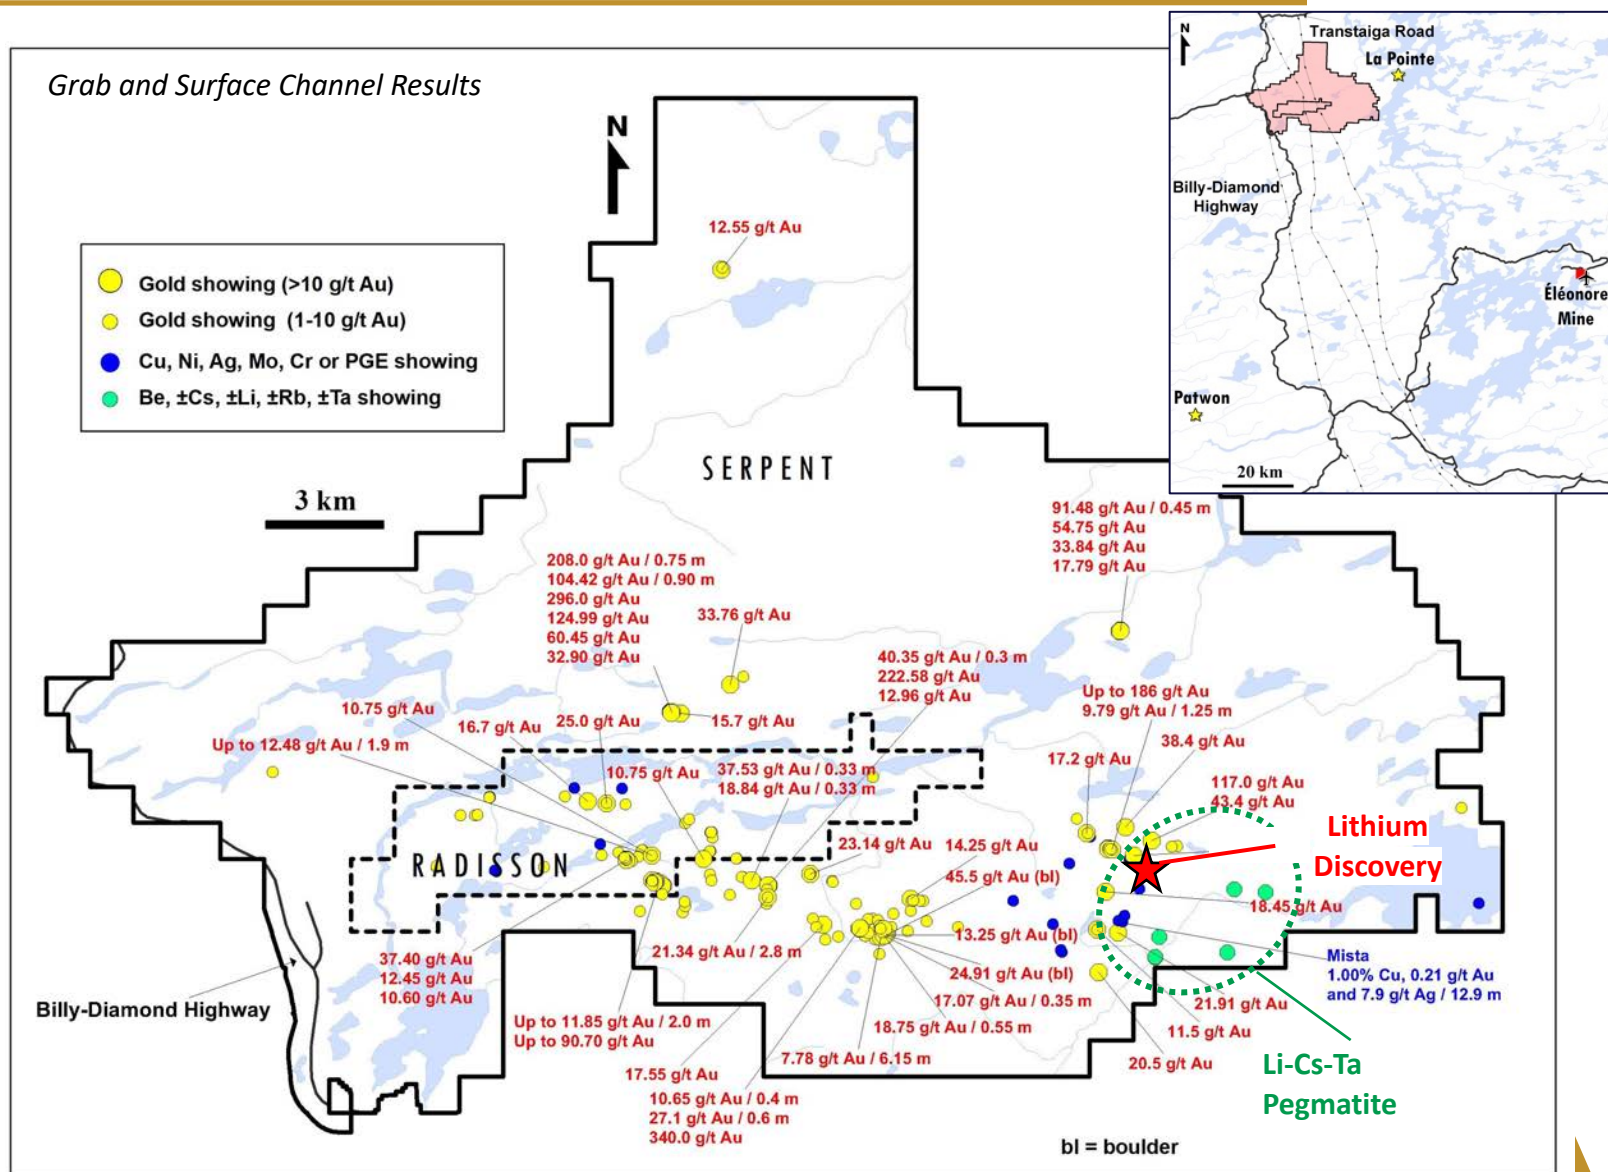 Grab and Surface Channel Results
N
Transtaiga Road
La Pointe
Billy-Diamond
Highway
Éléonore
Mine
Patwon
20 km
N
12.55 g/t Au
Gold showing (>10 g/t Au)
Gold showing (1-10 g/t Au)
Cu, Ni, Ag, Mo, Cr or PGE showing
Be, ±Cs, ±Li, ±Rb, ±Ta showing
SERPENT
3 km
91.48 g/t Au / 0.45 m
54.75 g/t Au
33.84 g/t Au
17.79 g/t Au
208.0 g/t Au / 0.75 m
104.42 g/t Au / 0.90 m
296.0 g/t Au
124.99 g/t Au
60.45 g/t Au
32.90 g/t Au
33.76 g/t Au
40.35 g/t Au / 0.3 m
222.58 g/t Au
12.96 g/t Au
Up to 186 g/t Au
9.79 g/t Au / 1.25 m
10.75 g/t Au
16.7 g/t Au
25.0 g/t Au
15.7 g/t Au
38.4 g/t Au
Up to 12.48 g/t Au / 1.9 m
17.2 g/t Au
10.75 g/t Au
37.53 g/t Au / 0.33 m
18.84 g/t Au / 0.33 m
117.0 g/t Au
43.4 g/t Au
Lithium
Discovery
23.14 g/t Au
14.25 g/t Au
RADISSON
45.5 g/t Au (bl)
18.45 g/t Au
13.25 g/t Au (bl)
21.34 g/t Au / 2.8 m
37.40 g/t Au
12.45 g/t Au
10.60 g/t Au
24.91 g/t Au (bl)
Mista
1.00% Cu, 0.21 g/t Au
and 7.9 g/t Ag / 12.9 m
17.07 g/t Au / 0.35 m
21.91 g/t Au
Billy-Diamond Highway
Up to 11.85 g/t Au / 2.0 m
Up to 90.70 g/t Au
18.75 g/t Au / 0.55 m
11.5 g/t Au
7.78 g/t Au / 6.15 m
20.5 g/t Au
17.55 g/t Au
Li-Cs-Ta
Pegmatite
10.65 g/t Au / 0.4 m
27.1 g/t Au / 0.6 m
340.0 g/t Au
bl = boulder